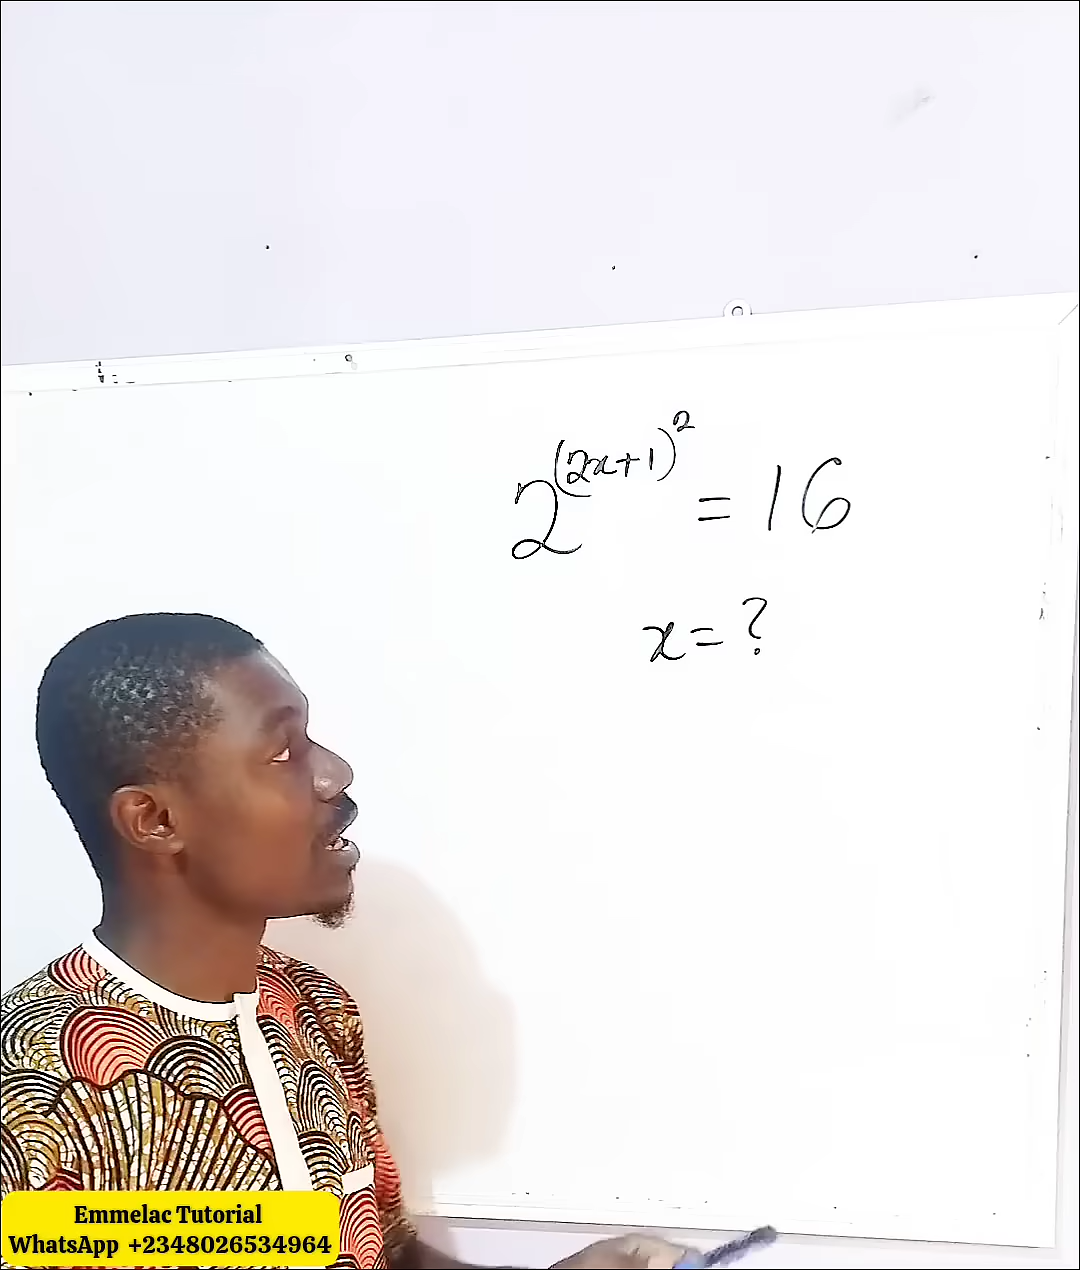 2^(2x+1)^2 = 16
x = ?
Emmelac Tutorial
WhatsApp +2348026534964